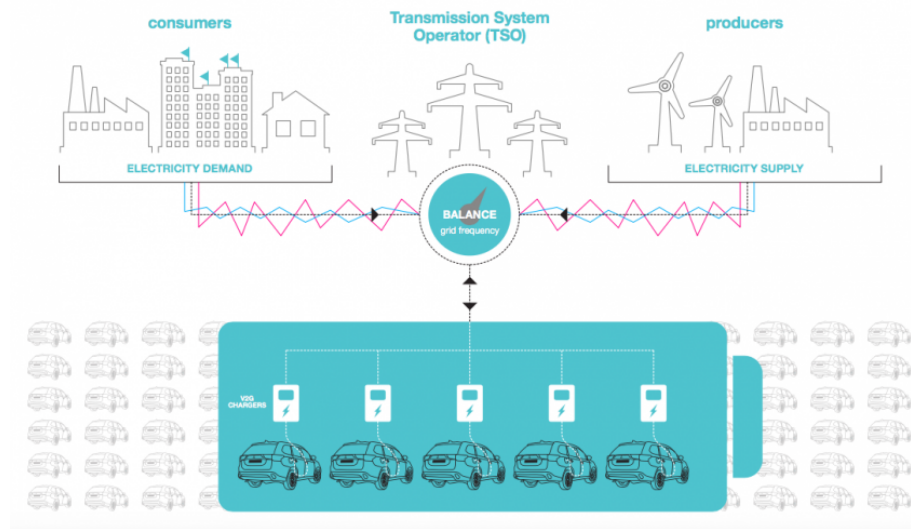 consumers
Transmission System
Operator (TSO)
producers
ELECTRICITY DEMAND
ELECTRICITY SUPPLY
BALANCE
grid frequency
V2G
CHARGERS